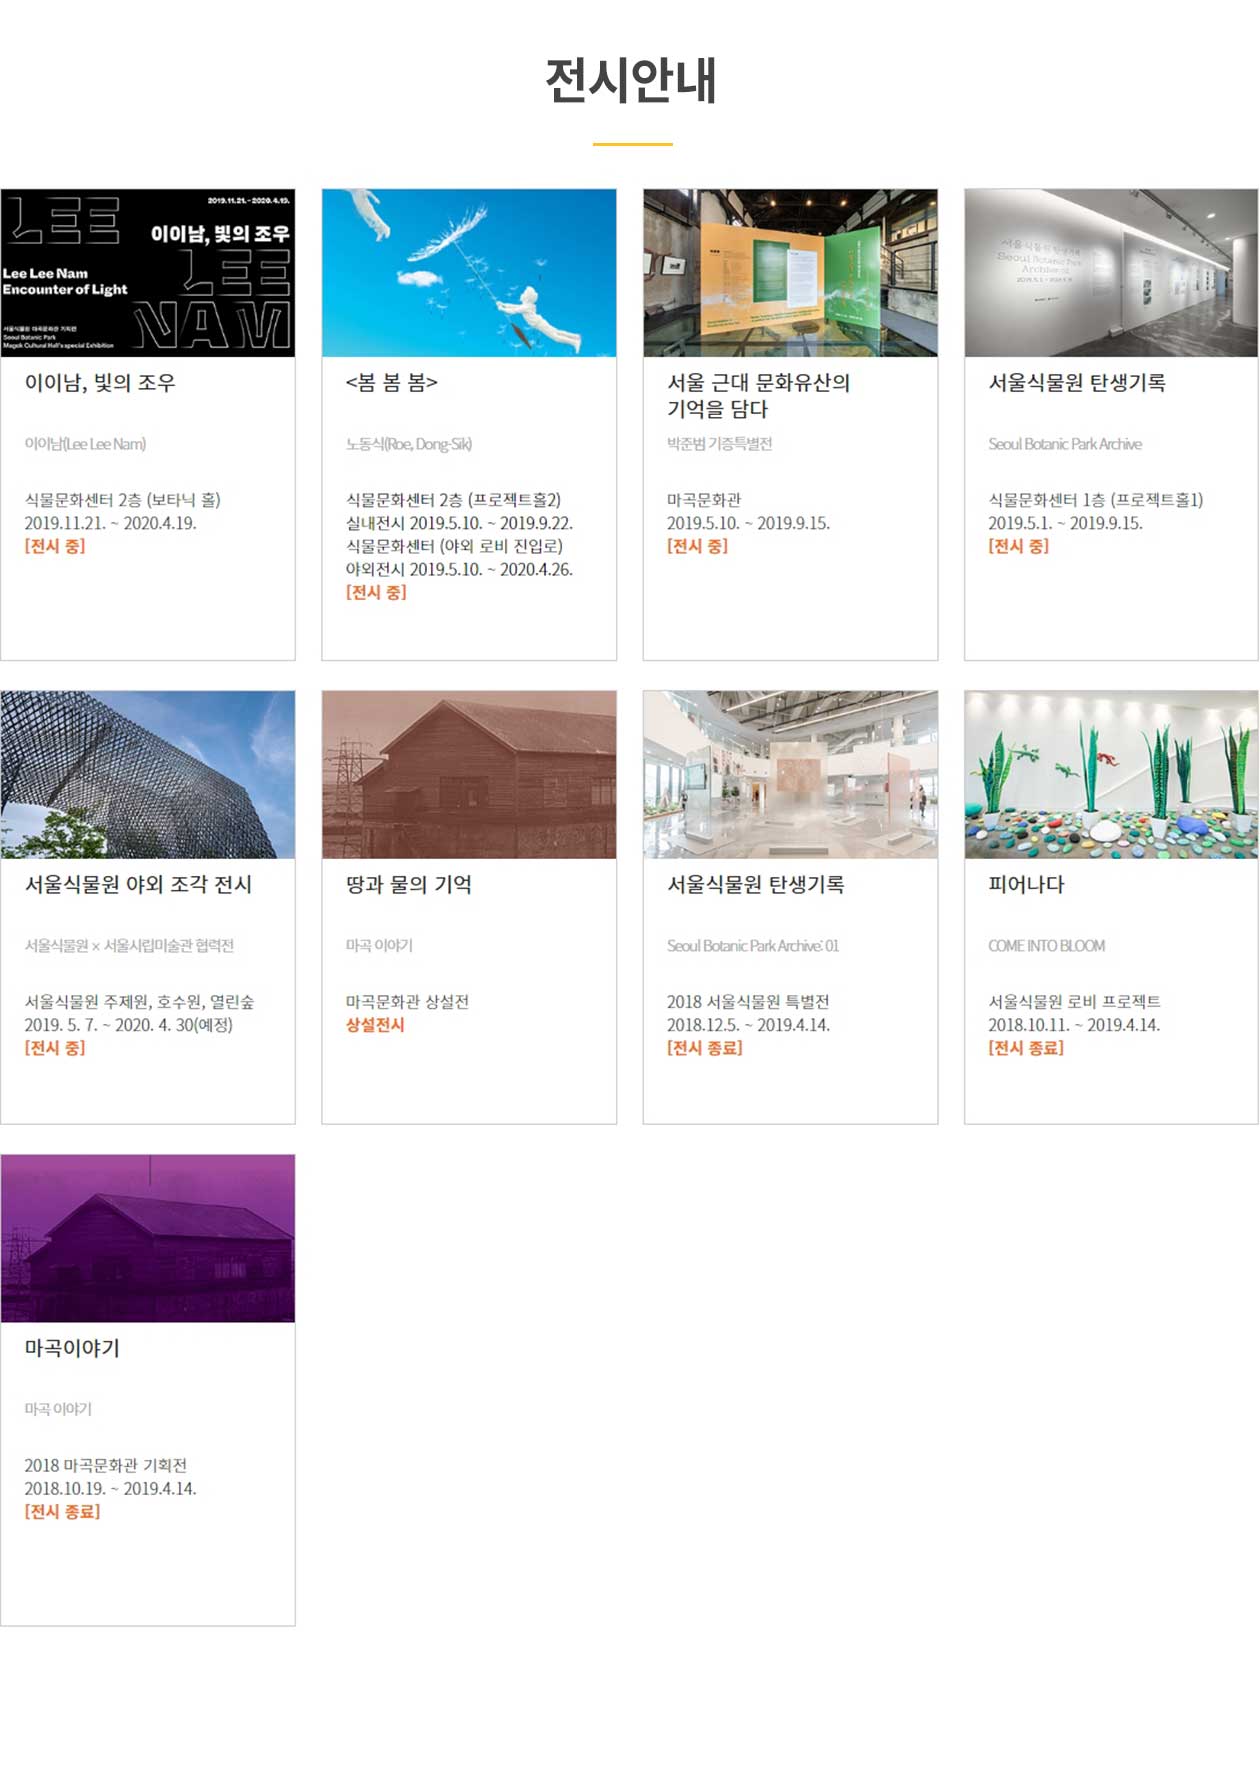 전시안내
LEE
2019.11.21.-2020.4.19.
이이남, 빛의 조우
Lee Lee Nam
Encounter of Light
LEE
NAM
서울식물원 마곡문화관 기획전
Seoul Botanic Park
Magok Cultural Hall's special Exhibition
이이남, 빛의 조우
이이남(Lee Lee Nam)
식물문화센터 2층 (보타닉 홀)
2019.11.21. ~ 2020.4.19.
[전시 중]
<봄 봄 봄>
노동식(Roe, Dong-Sik)
식물문화센터 2층 (프로젝트홀2)
실내전시 2019.5.10. ~ 2019.9.22.
식물문화센터 (야외 로비 진입로)
야외전시 2019.5.10. ~ 2020.4.26.
[전시 중]
서울 근대 문화유산의
기억을 담다
박준범 기증특별전
마곡문화관
2019.5.10. ~ 2019.9.15.
[전시 중]
서울식물원 탄생기록
Seoul Botanic Park
Archive
서울식물원 탄생기록
Seoul Botanic Park Archive
식물문화센터 1층 (프로젝트홀1)
2019.5.1. ~ 2019.9.15.
[전시 중]
서울식물원 야외 조각 전시
서울식물원 × 서울시립미술관 협력전
서울식물원 주제원, 호수원, 열린숲
2019. 5. 7. ~ 2020. 4. 30(예정)
[전시 중]
땅과 물의 기억
마곡 이야기
마곡문화관 상설전
상설전시
서울식물원 탄생기록
Seoul Botanic Park Archive: 01
2018 서울식물원 특별전
2018.12.5. ~ 2019.4.14.
[전시 종료]
피어나다
COME INTO BLOOM
서울식물원 로비 프로젝트
2018.10.11. ~ 2019.4.14.
[전시 종료]
마곡이야기
마곡 이야기
2018 마곡문화관 기획전
2018.10.19. ~ 2019.4.14.
[전시 종료]